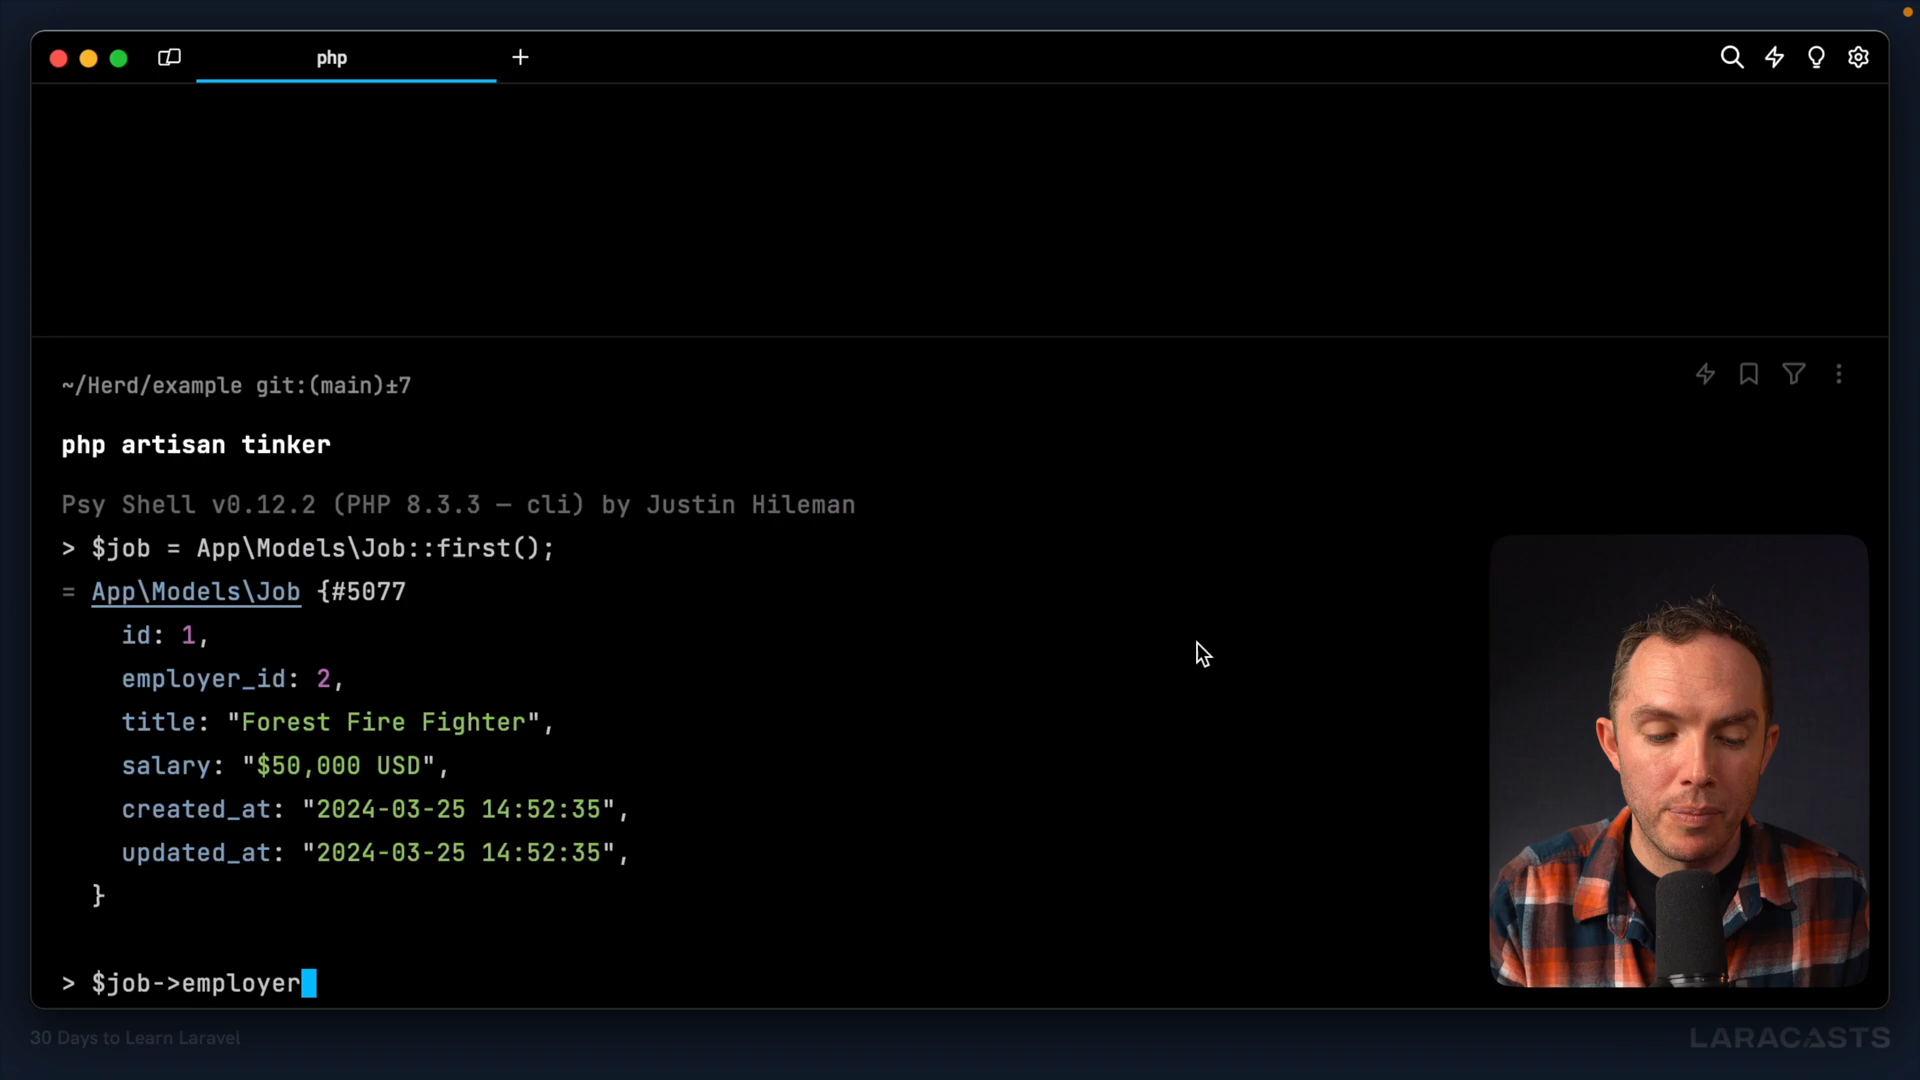 php
~/Herd/example git:(main)±7
php artisan tinker
Psy Shell v0.12.2 (PHP 8.3.3 — cli) by Justin Hileman
> $job = App\Models\Job::first();
= App\Models\Job {#5077
id: 1,
employer_id: 2,
title: "Forest Fire Fighter",
salary: "$50,000 USD",
created_at: "2024-03-25 14:52:35",
updated_at: "2024-03-25 14:52:35",
}
> $job->employer
30 Days to Learn Laravel
LARACASTS